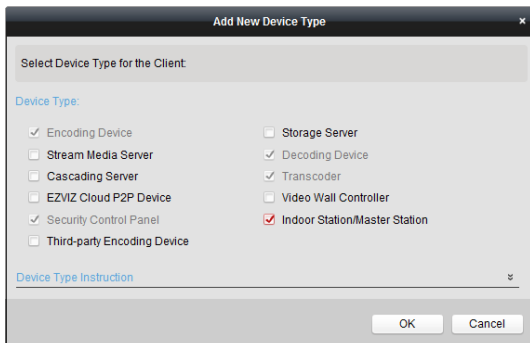 Add New Device Type
×
Select Device Type for the Client:
Device Type:
Encoding Device
Storage Server
Stream Media Server
Decoding Device
Cascading Server
Transcoder
EZVIZ Cloud P2P Device
Video Wall Controller
Security Control Panel
Indoor Station/Master Station
Third-party Encoding Device
Device Type Instruction
OK
Cancel